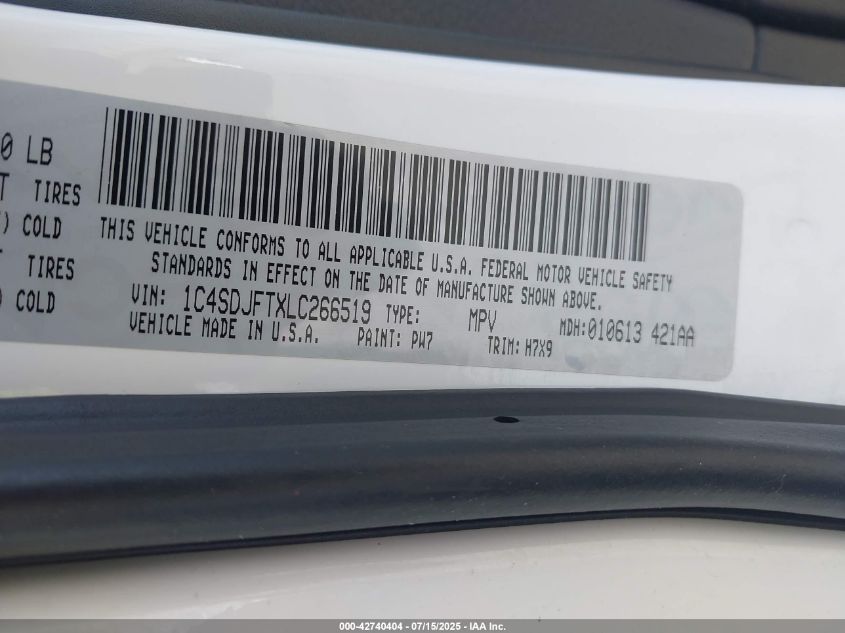 0 LB
T TIRES
) COLD
T TIRES
) COLD
THIS VEHICLE CONFORMS TO ALL APPLICABLE U.S.A. FEDERAL MOTOR VEHICLE SAFETY
STANDARDS IN EFFECT ON THE DATE OF MANUFACTURE SHOWN ABOVE.
VIN: 1C4SDJFTXLC266519 TYPE: MPV MDH:010613 421AA
VEHICLE MADE IN U.S.A. PAINT: PW7 TRIM: H7X9
000-42740404 - 07/15/2025 - IAA Inc.